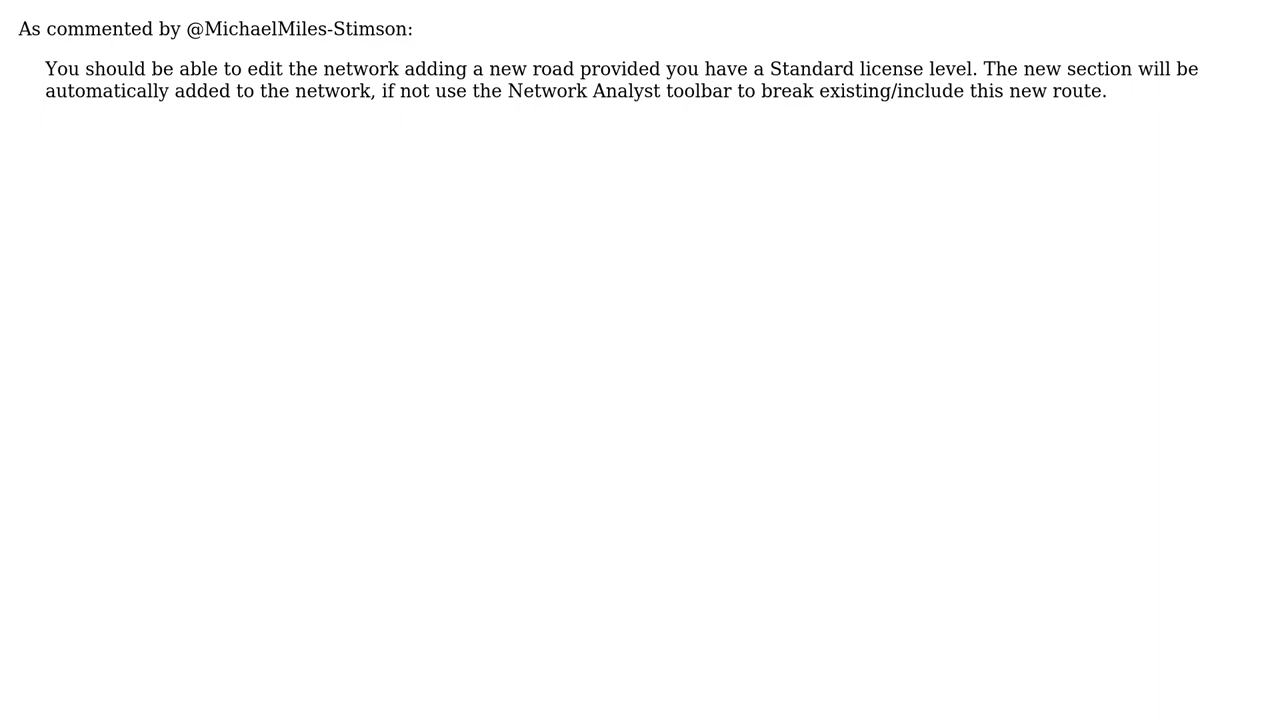 As commented by @MichaelMiles-Stimson:
You should be able to edit the network adding a new road provided you have a Standard license level. The new section will be
automatically added to the network, if not use the Network Analyst toolbar to break existing/include this new route.